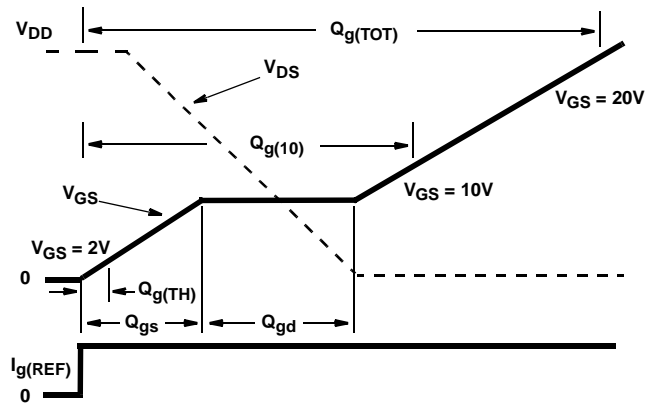 VDD
Qg(TOT)
VDS
VGS = 20V
Qg(10)
VGS
VGS = 10V
VGS = 2V
0
Qg(TH)
Qgs
Qgd
Ig(REF)
0